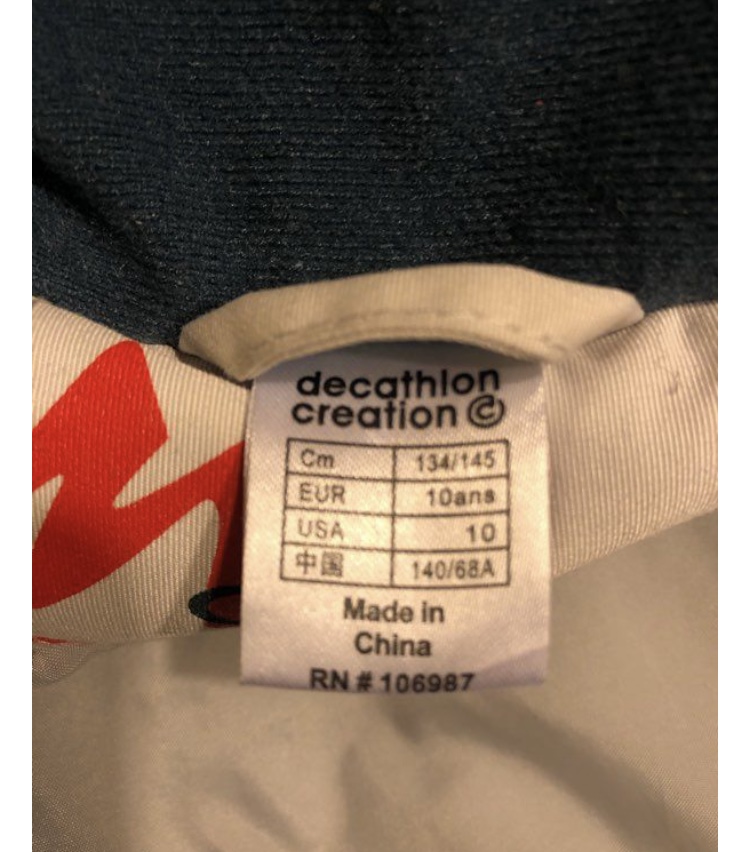 decathlon
creation ©
Cm 134/145
EUR 10ans
USA 10
中国 140/68A
Made in
China
RN # 106987